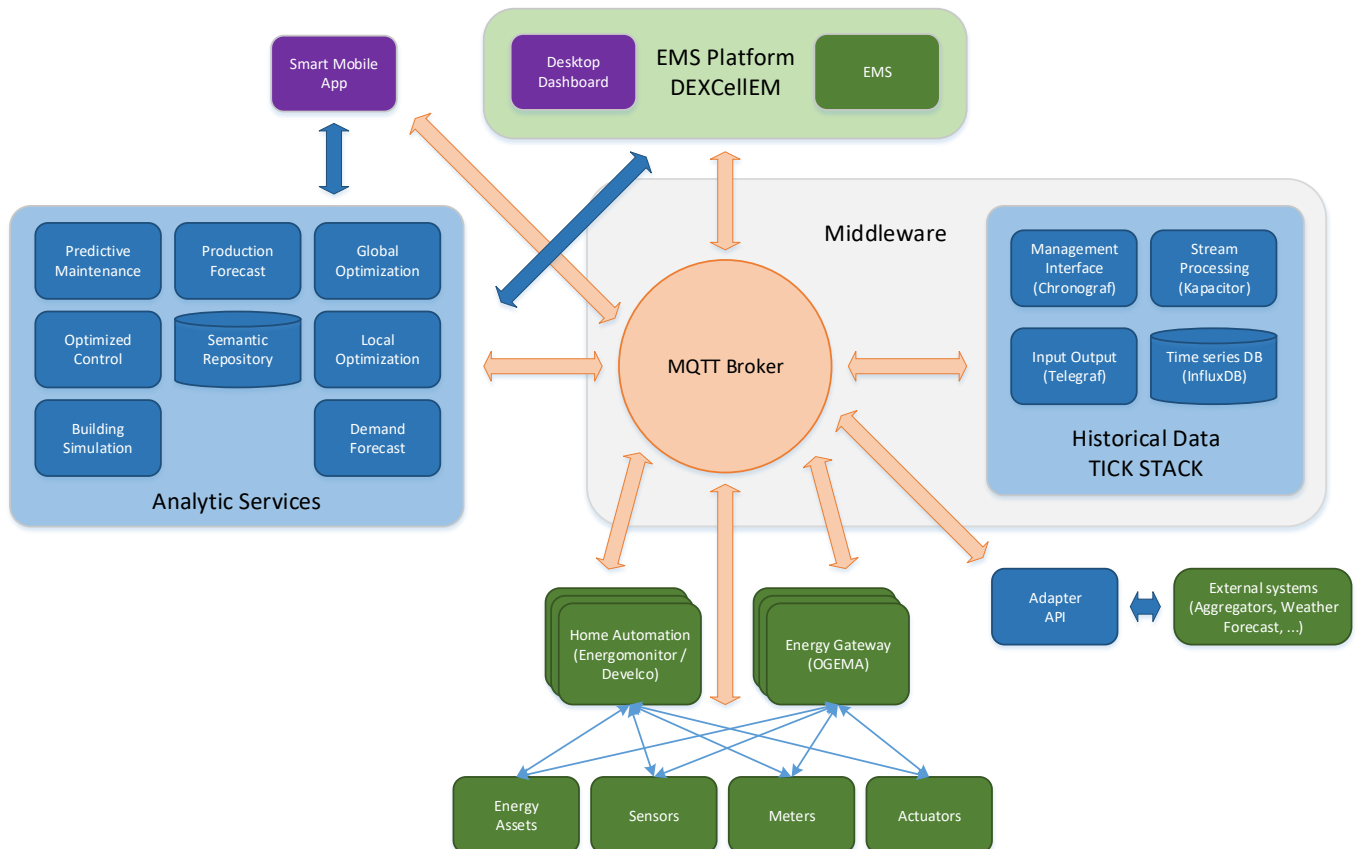 Smart Mobile
App
Desktop
Dashboard
EMS Platform
DEXCellEM
EMS
Predictive
Maintenance
Production
Forecast
Global
Optimization
Optimized
Control
Semantic
Repository
Local
Optimization
Building
Simulation
Demand
Forecast
Analytic Services
Middleware
MQTT Broker
Management
Interface
(Chronograf)
Stream
Processing
(Kapacitor)
Input Output
(Telegraf)
Time series DB
(InfluxDB)
Historical Data
TICK STACK
Home Automation
(Energomonitor /
Develco)
Energy Gateway
(OGEMA)
Adapter
API
External systems
(Aggregators, Weather
Forecast, ...)
Energy
Assets
Sensors
Meters
Actuators